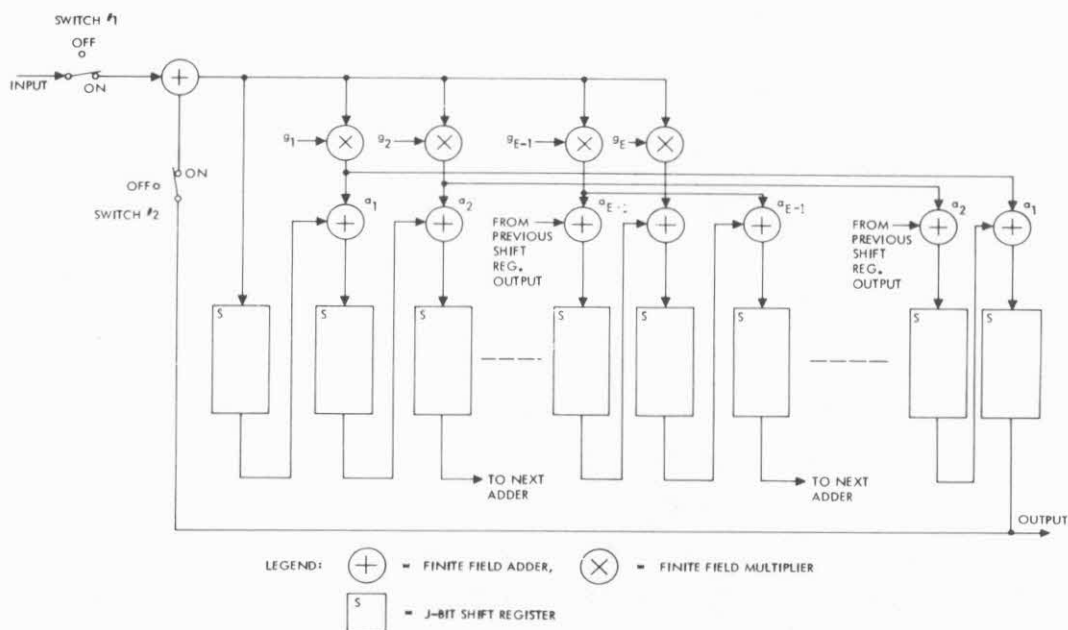 SWITCH #1
OFF
INPUT
ON
g1
g2
gE-1
gE
ON
OFF
SWITCH #2
a1
a2
FROM
PREVIOUS
SHIFT
REG.
OUTPUT
aE-1
FROM
PREVIOUS
SHIFT
REG.
OUTPUT
a2
a1
S
S
S
S
S
S
S
S
TO NEXT
ADDER
TO NEXT
ADDER
OUTPUT
LEGEND:
+ = FINITE FIELD ADDER,
× = FINITE FIELD MULTIPLIER
S
= J-BIT SHIFT REGISTER